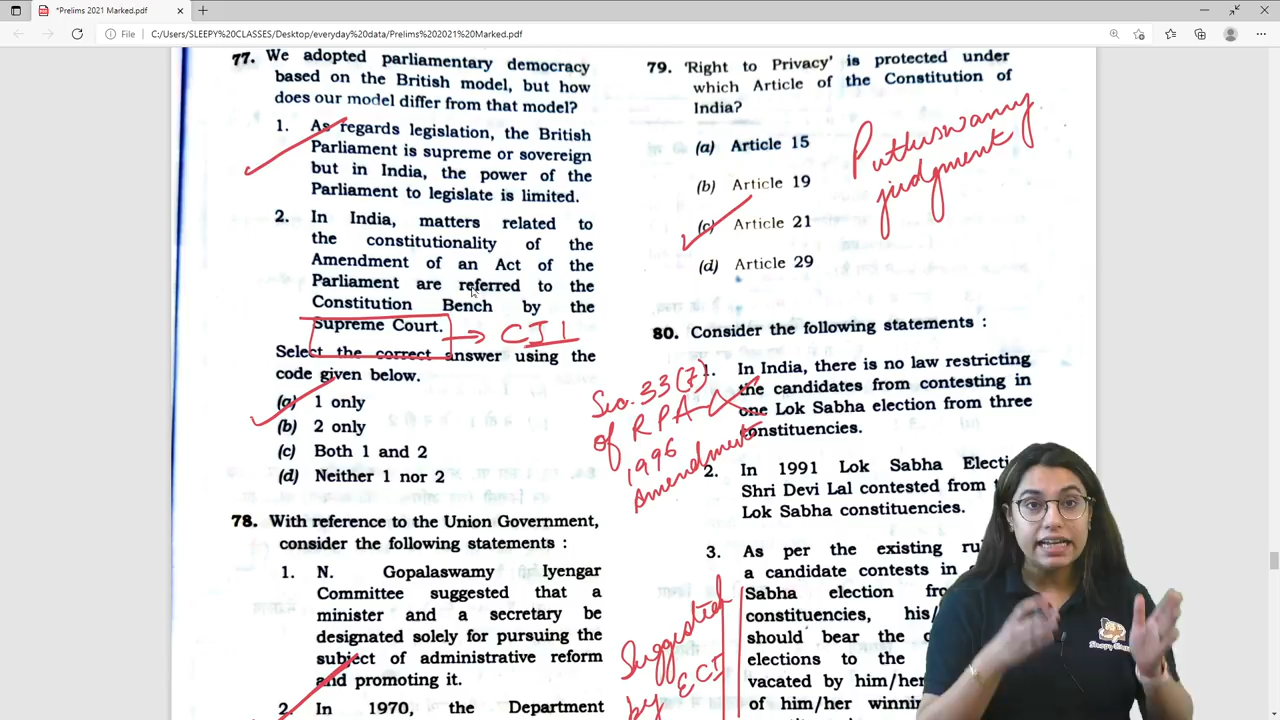 *Prelims 2021 Marked.pdf
File
C:/Users/SLEEPY%20CLASSES/Desktop/everyday%20data/Prelims%202021%20Marked.pdf
77. We adopted parliamentary democracy
based on the British model, but how
does our model differ from that model?
1. As regards legislation, the British
Parliament is supreme or sovereign
but in India, the power of the
Parliament to legislate is limited.
2. In India, matters related to
the constitutionality of the
Amendment of an Act of the
Parliament are referred to the
Constitution Bench by the
Supreme Court.
Select the correct answer using the
code given below.
(a) 1 only
(b) 2 only
(c) Both 1 and 2
(d) Neither 1 nor 2
78. With reference to the Union Government,
consider the following statements :
1. N. Gopalaswamy Iyengar
Committee suggested that a
minister and a secretary be
designated solely for pursuing the
subject of administrative reform
and promoting it.
2. In 1970, the Department
79. 'Right to Privacy' is protected under
which Article of the Constitution of
India?
(a) Article 15
(b) Article 19
(c) Article 21
(d) Article 29
Puttuswamy
judgment
80. Consider the following statements :
1. In India, there is no law restricting
the candidates from contesting in
one Lok Sabha election from three
constituencies.
Sec. 33(7)
of RPA
1996
Amendment
2. In 1991 Lok Sabha
Shri Devi Lal contested from
Lok Sabha constituencies.
3. As per the existing
a candidate contests in
Sabha election
constituencies,
should bear the
elections to the
vacated by him/her
of him/her
Suggested
by ECI